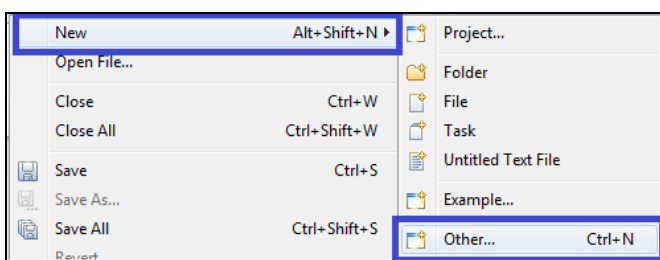 New Alt+Shift+N
Open File...
Close Ctrl+W
Close All Ctrl+Shift+W
Save Ctrl+S
Save As...
Save All Ctrl+Shift+S
Revert
Project...
Folder
File
Task
Untitled Text File
Example...
Other... Ctrl+N